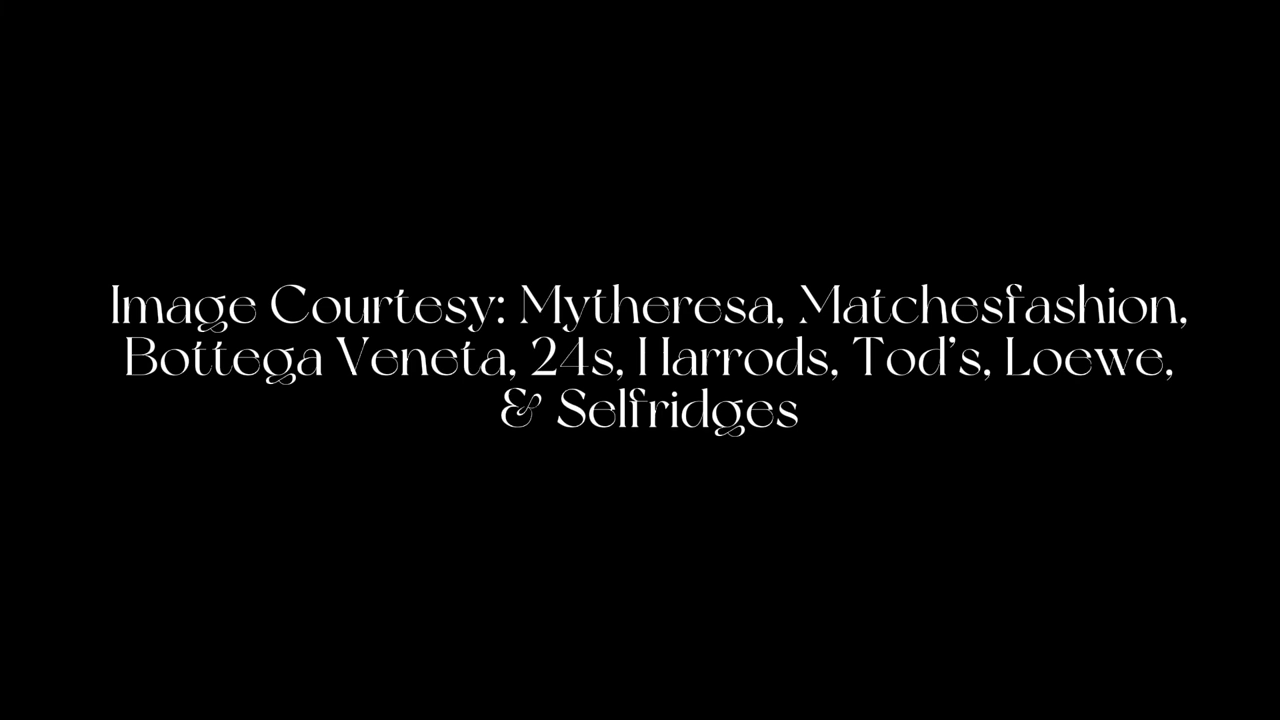 Image Courtesy: Mytheresa, Matchesfashion,
Bottega Veneta, 24s, Harrods, Tod's, Loewe,
& Selfridges